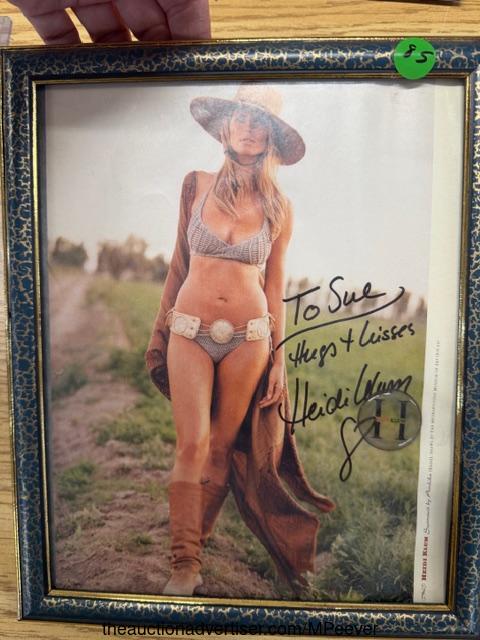 85
To Sue
Hugs + Kisses
Heidi Klum
H
HEIDI KLUM
theauctionadvertiser.com/MPeever